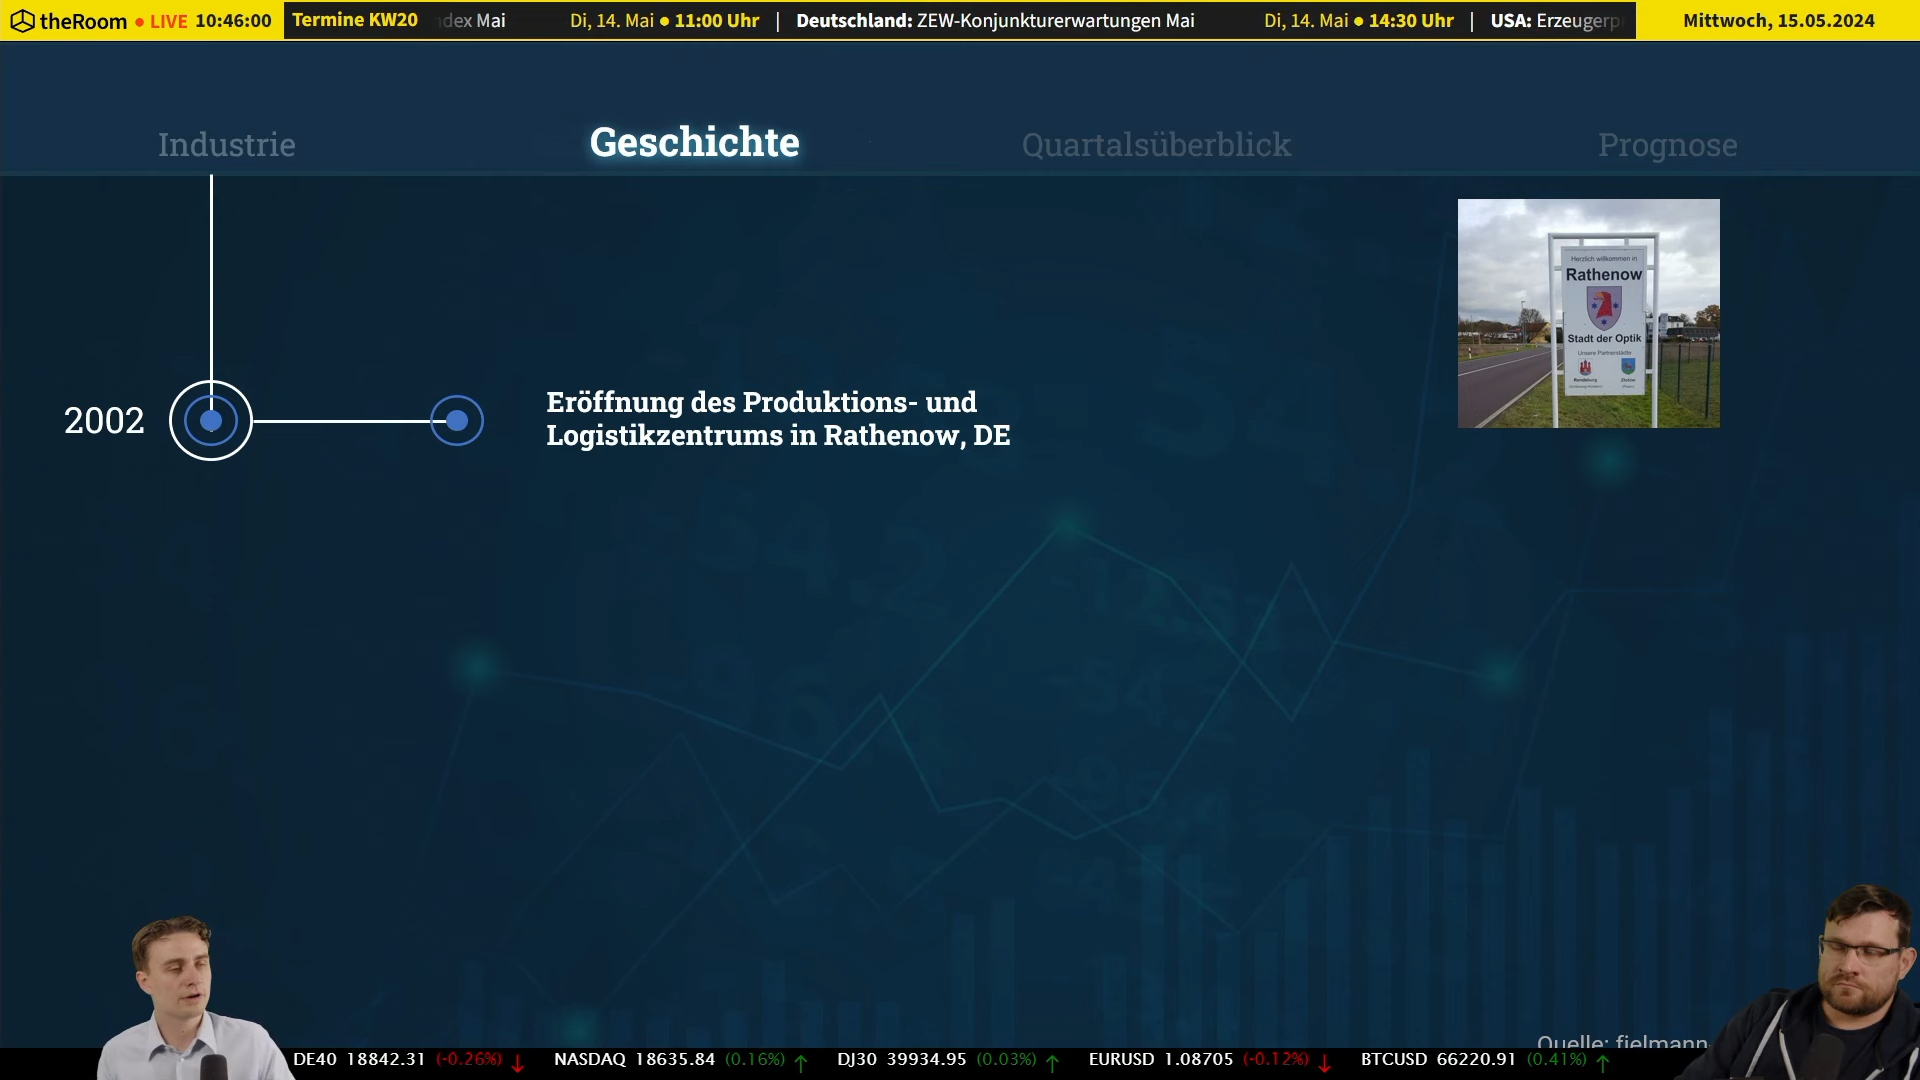 theRoom • LIVE 10:46:00 Termine KW20 Mai Di, 14. Mai • 11:00 Uhr | Deutschland: ZEW-Konjunkturerwartungen Mai Di, 14. Mai • 14:30 Uhr | USA: Mittwoch, 15.05.2024
Industrie Geschichte Quartalsüberblick Prognose
Herzlich willkommen in
Rathenow
Stadt der Optik
Unsere Partnerstädte
Rendsburg
2002
Eröffnung des Produktions- und
Logistikzentrums in Rathenow, DE
Quelle: fielmann
DE40 18842.31 (-0.26%) ↓ NASDAQ 18635.84 (0.16%) ↑ DJ30 39934.95 (0.03%) ↑ EURUSD 1.08705 (-0.12%) ↓ BTCUSD 66220.91 (0.41%) ↑